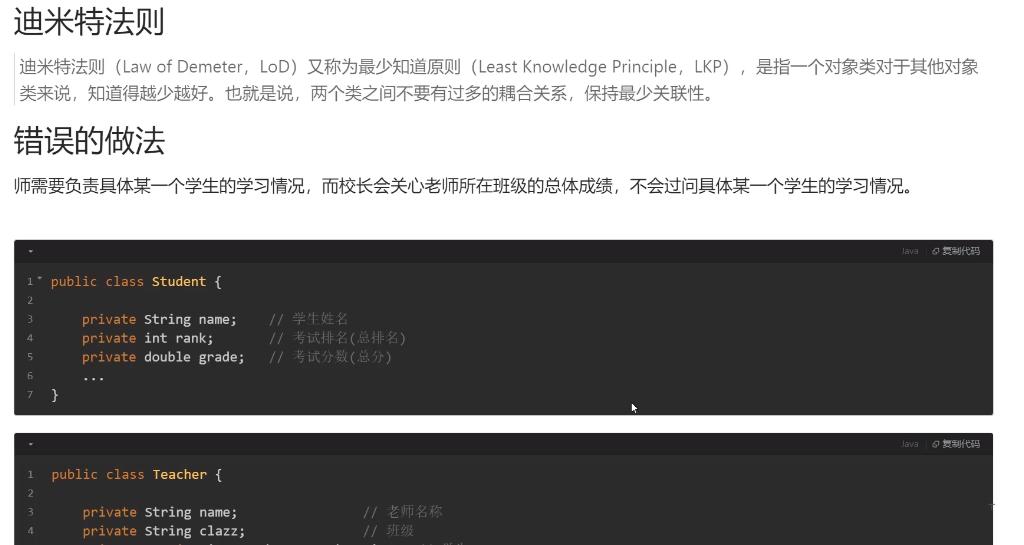 迪米特法则
迪米特法则（Law of Demeter，LoD）又称为最少知道原则（Least Knowledge Principle，LKP），是指一个对象类对于其他对象
类来说，知道得越少越好。也就是说，两个类之间不要有过多的耦合关系，保持最少关联性。
错误的做法
师需要负责具体某一个学生的学习情况，而校长会关心老师所在班级的总体成绩，不会过问具体某一个学生的学习情况。
Java 复制代码
1 public class Student {
2
3 private String name; // 学生姓名
4 private int rank; // 考试排名(总排名)
5 private double grade; // 考试分数(总分)
6 ...
7 }
Java 复制代码
1 public class Teacher {
2
3 private String name; // 老师名称
4 private String clazz; // 班级